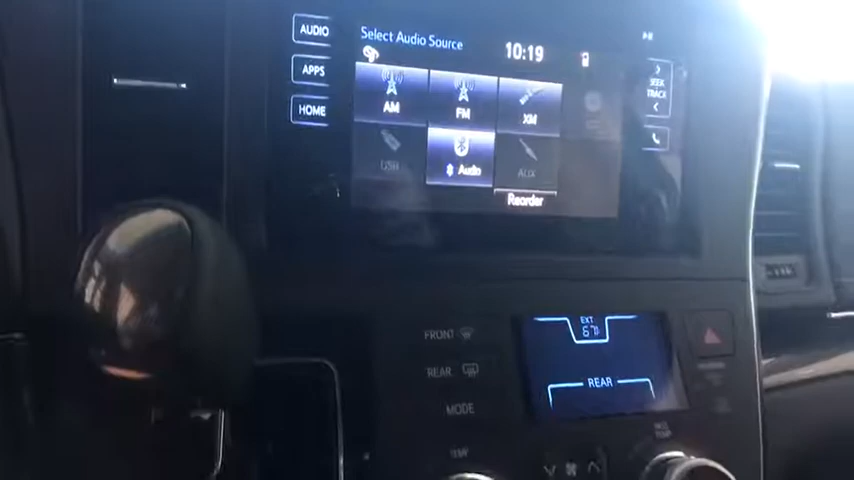 AUDIO
Select Audio Source
10:19
APPS
HOME
AM
FM
XM
SEEK
TRACK
USB
Audio
AUX
Reorder
FRONT
REAR
MODE
EXT
67°
REAR